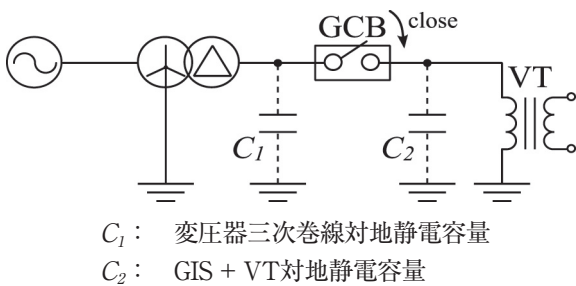 GCB
close
VT
C1
C2
C1： 変圧器三次巻線対地静電容量
C2： GIS + VT対地静電容量